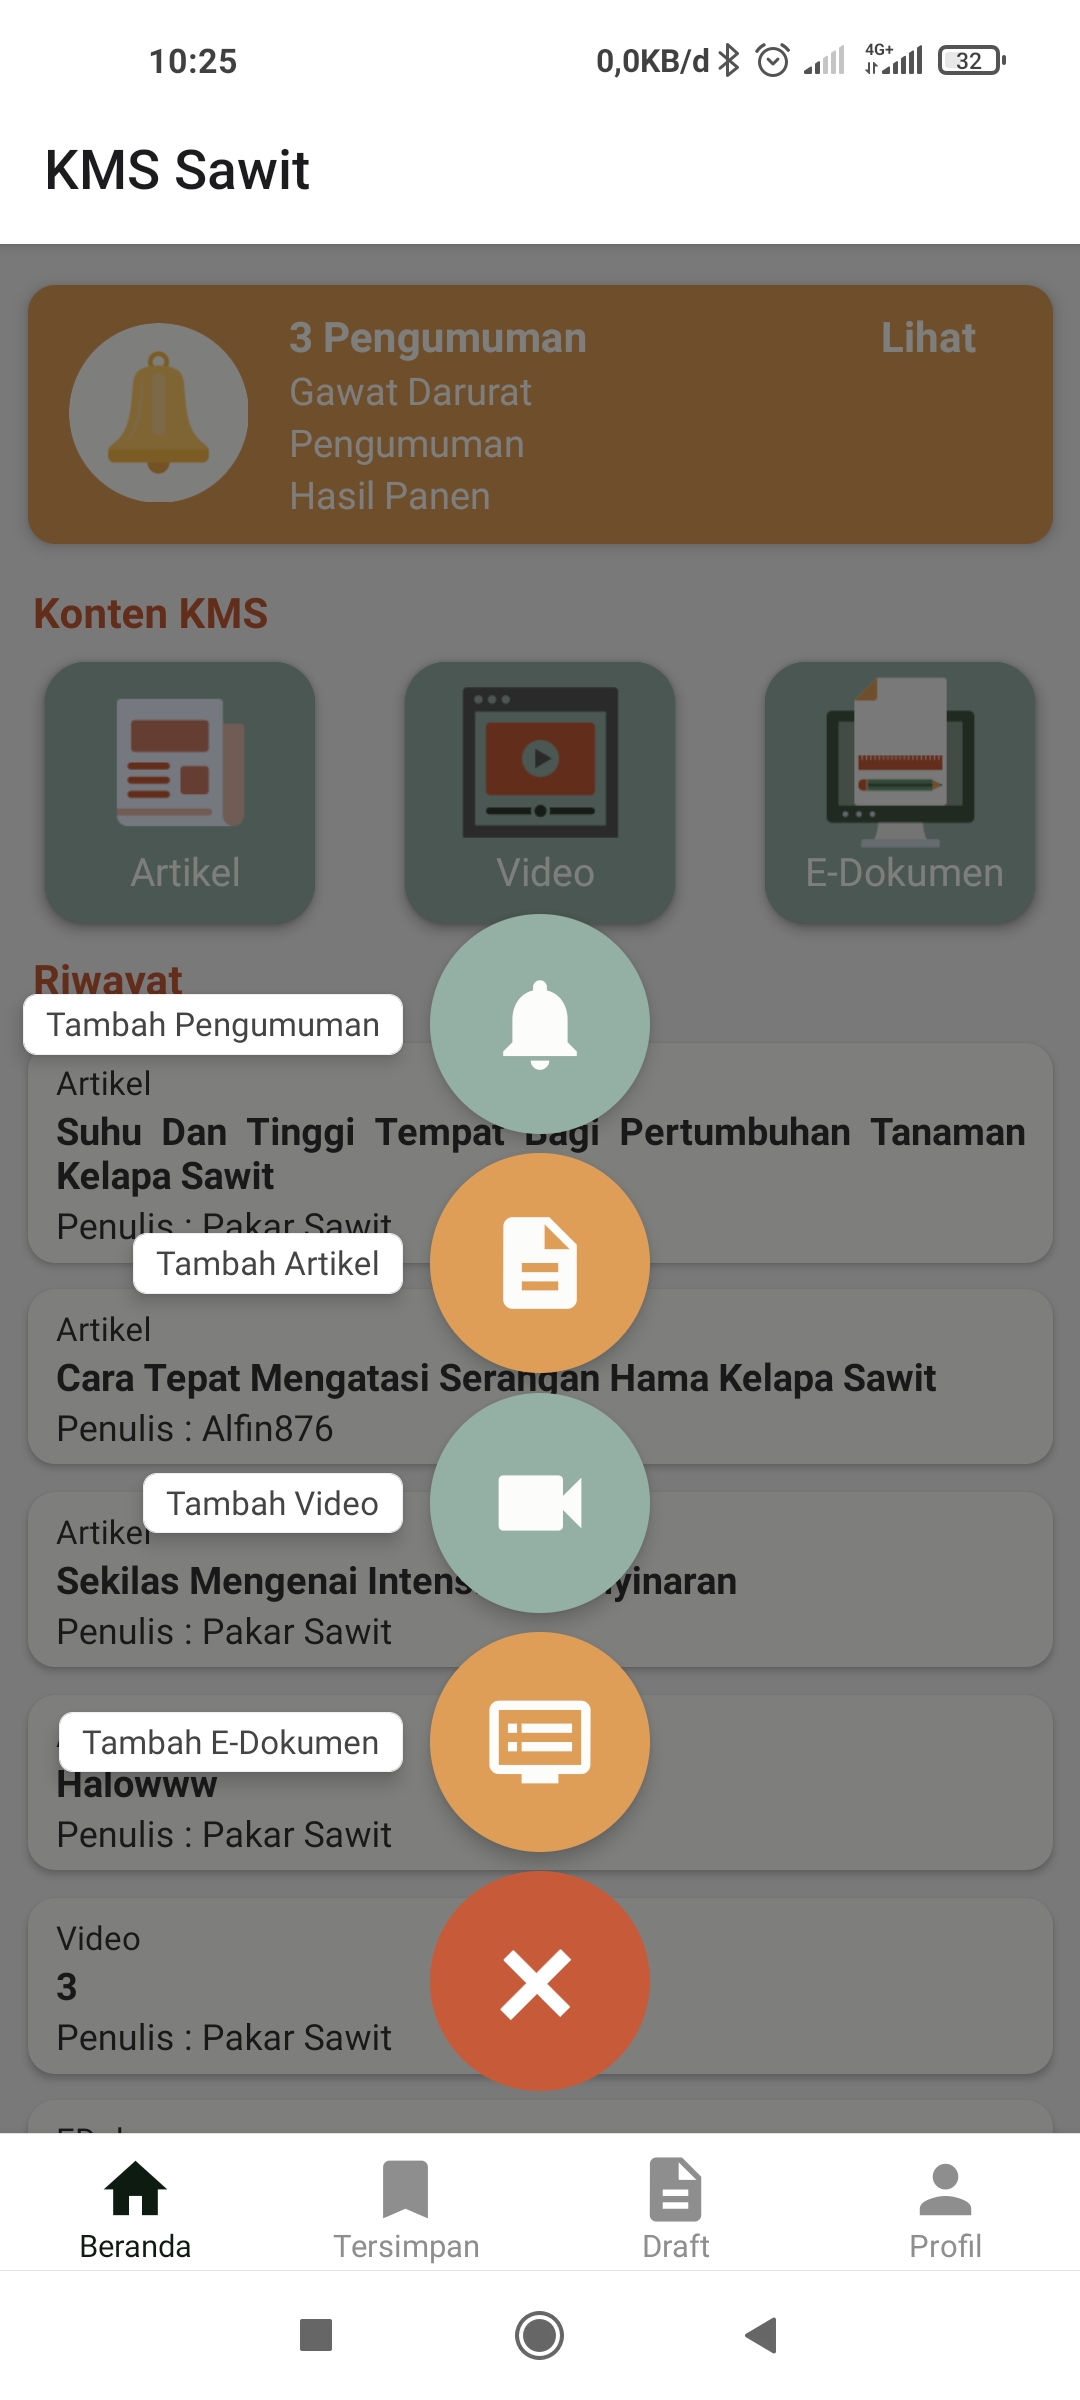 10:25
0,0KB/d
4G+
32
KMS Sawit
3 Pengumuman
Lihat
Gawat Darurat
Pengumuman
Hasil Panen
Konten KMS
Artikel
Video
E-Dokumen
Riwayat
Tambah Pengumuman
Artikel
Suhu Dan Tinggi Tempat Bagi Pertumbuhan Tanaman
Kelapa Sawit
Penulis : Pakar Sawit
Tambah Artikel
Artikel
Cara Tepat Mengatasi Serangan Hama Kelapa Sawit
Penulis : Alfin876
Tambah Video
Artikel
Sekilas Mengenai Intens yinaran
Penulis : Pakar Sawit
Tambah E-Dokumen
Halowww
Penulis : Pakar Sawit
Video
3
Penulis : Pakar Sawit
Beranda
Tersimpan
Draft
Profil